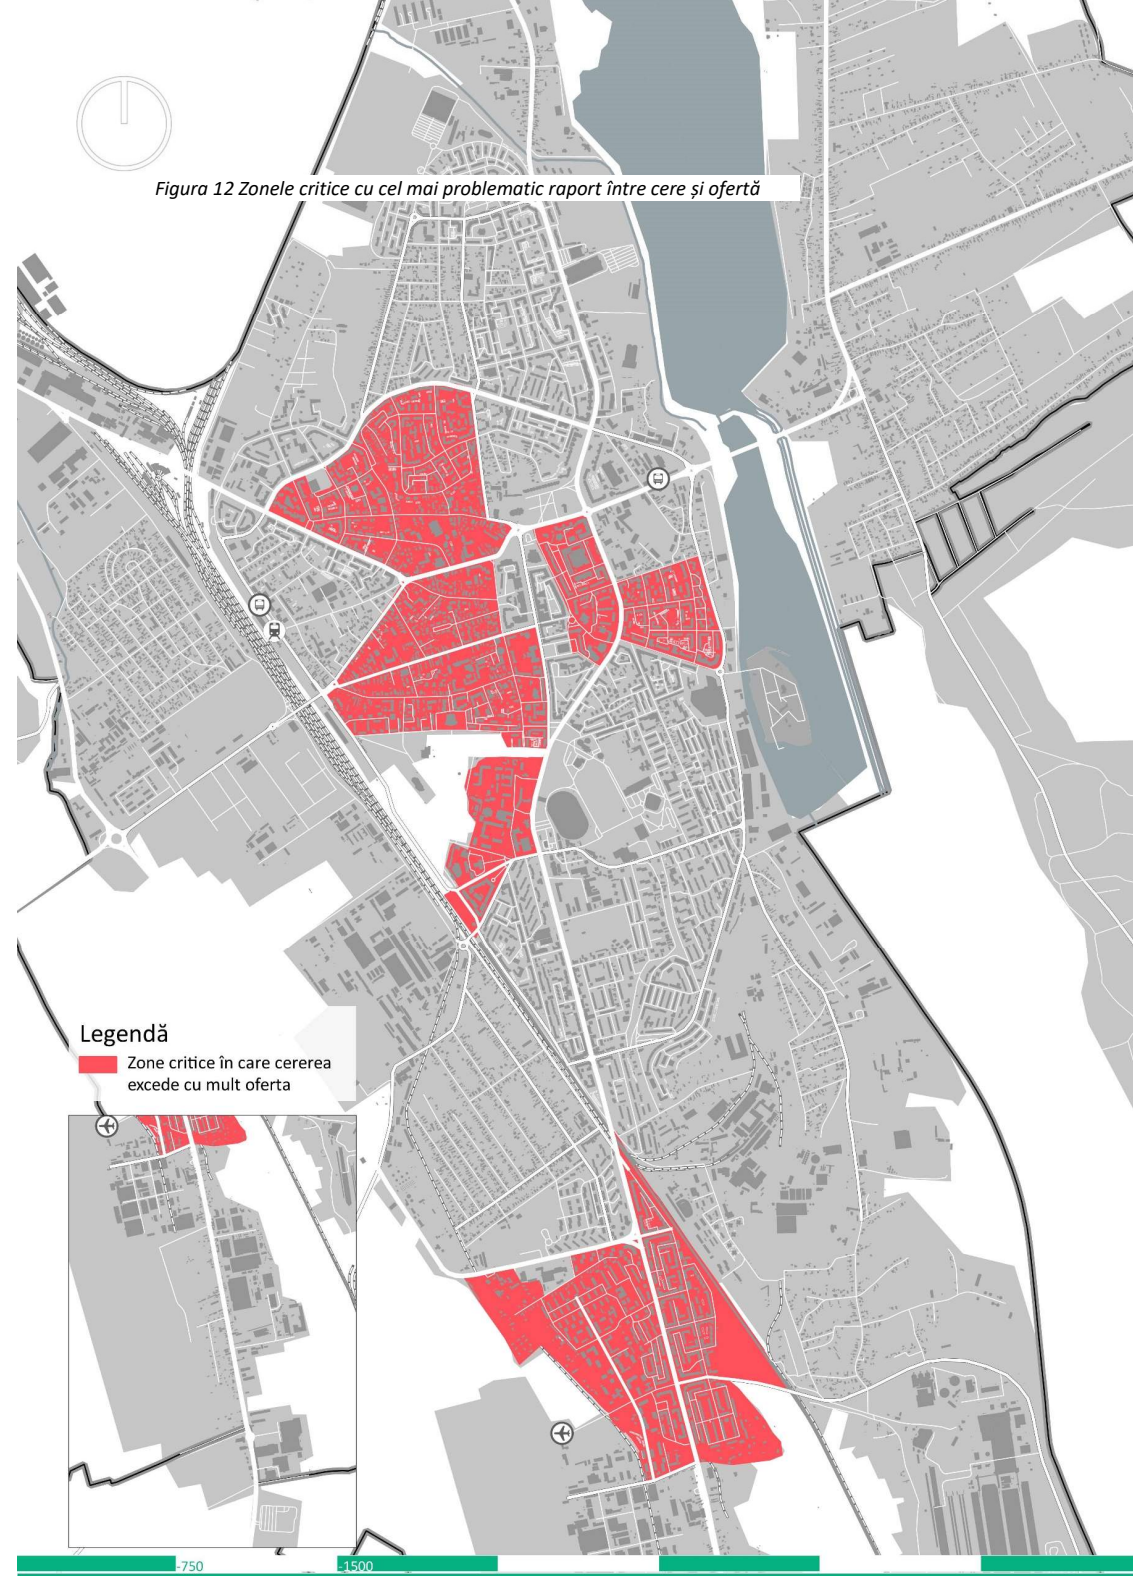 Figura 12 Zonele critice cu cel mai problematic raport între cere și ofertă
Legendă
Zone critice în care cererea
excede cu mult oferta
-750
-1500